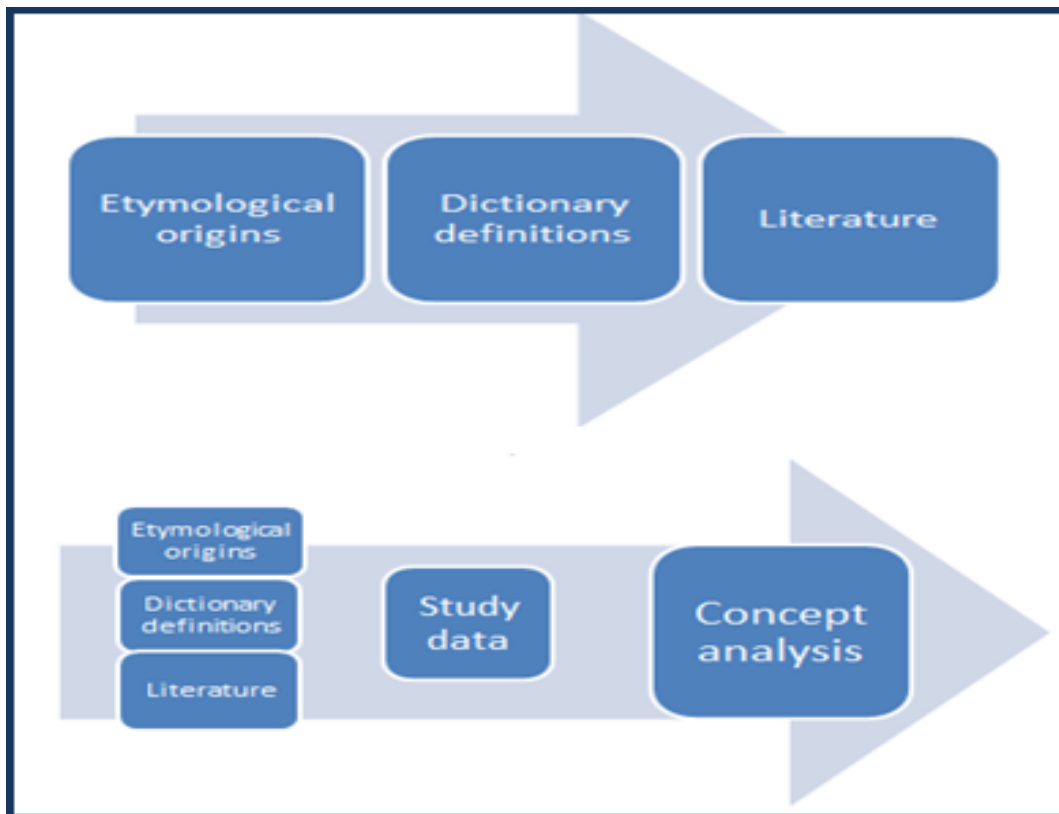 Etymological
origins
Dictionary
definitions
Literature
Etymological
origins
Dictionary
definitions
Literature
Study
data
Concept
analysis